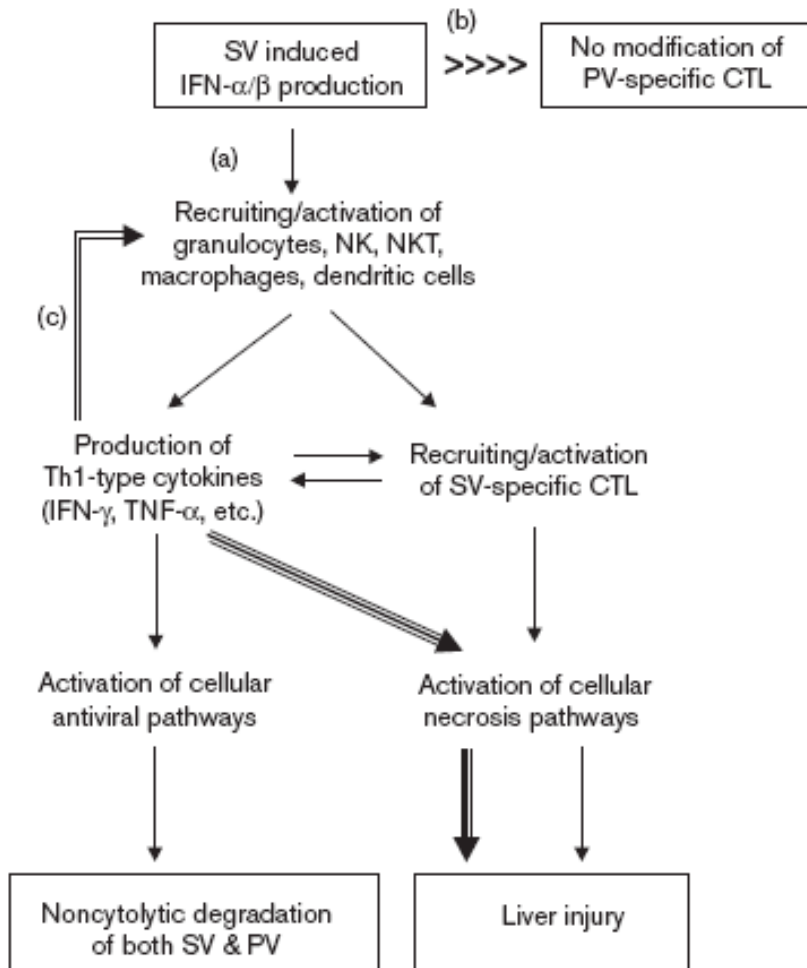 SV induced
IFN-α/β production
(b)
>>>>
No modification of
PV-specific CTL
(a)
Recruiting/activation of
granulocytes, NK, NKT,
macrophages, dendritic cells
(c)
Production of
Th1-type cytokines
(IFN-γ, TNF-α, etc.)
Recruiting/activation
of SV-specific CTL
Activation of cellular
antiviral pathways
Activation of cellular
necrosis pathways
Noncytolytic degradation
of both SV & PV
Liver injury